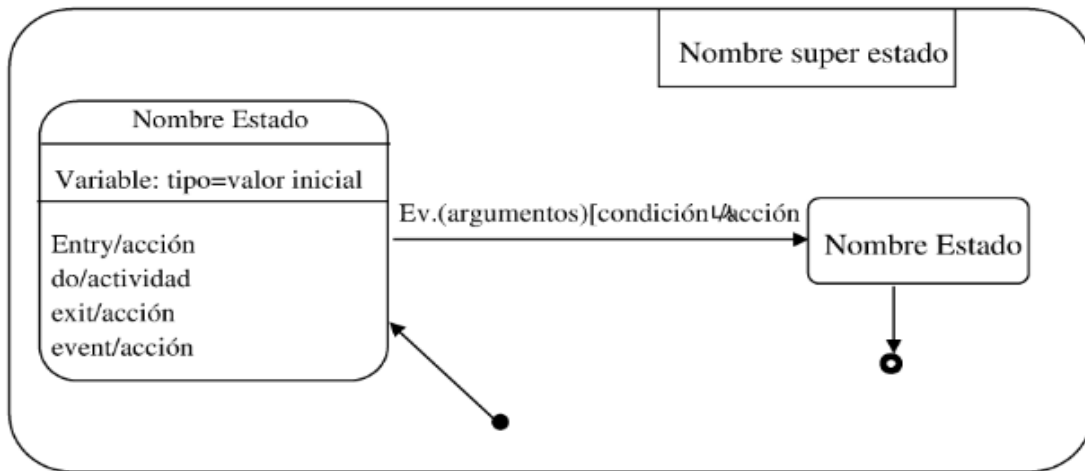 Nombre super estado
Nombre Estado
Variable: tipo=valor inicial
Entry/acción
do/actividad
exit/acción
event/acción
Ev.(argumentos)[condición]/acción
Nombre Estado